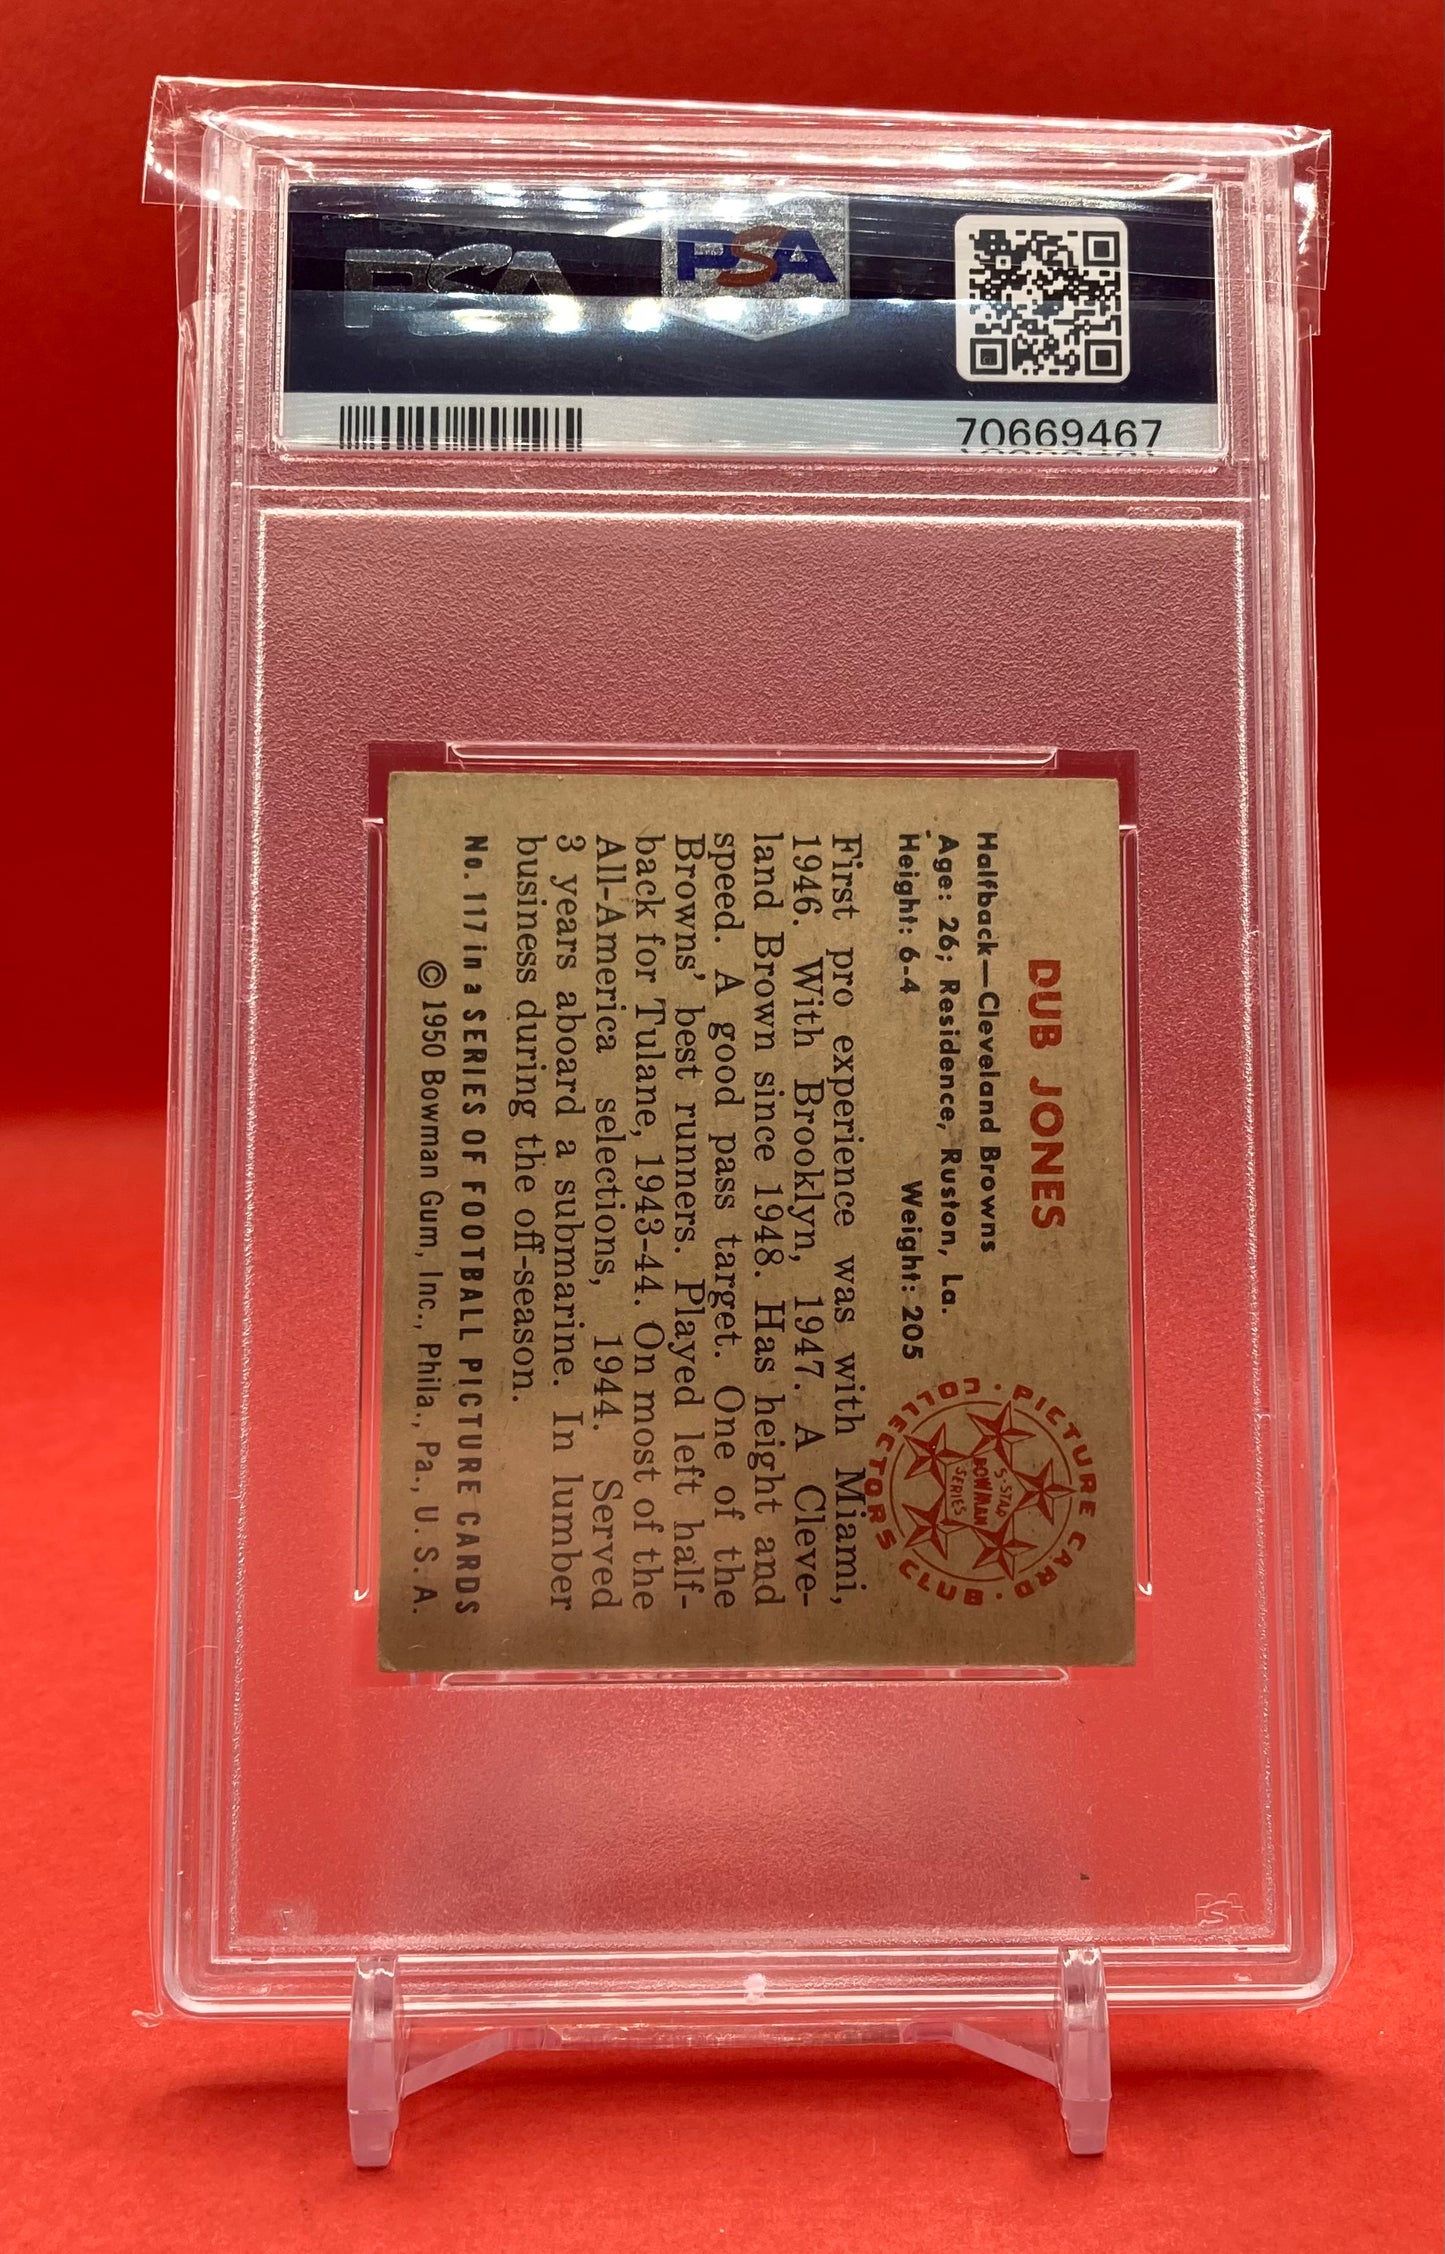 PSA
PSA
70669467
DUB JONES
Halfback—Cleveland Browns
Age: 26; Residence, Ruston, La.
Height: 6-4 Weight: 205
PICTURE CARD COLLECTORS CLUB
5-STAR
BOWMAN
SERIES
First pro experience was with Miami,
1946. With Brooklyn, 1947. A Cleve-
land Brown since 1948. Has height and
speed. A good pass target. One of the
Browns' best runners. Played left half-
back for Tulane, 1943-44. On most of the
All-America selections, 1944. Served
3 years aboard a submarine. In lumber
business during the off-season.
No. 117 in a SERIES OF FOOTBALL PICTURE CARDS
© 1950 Bowman Gum, Inc., Phila., Pa., U. S. A.
PSA